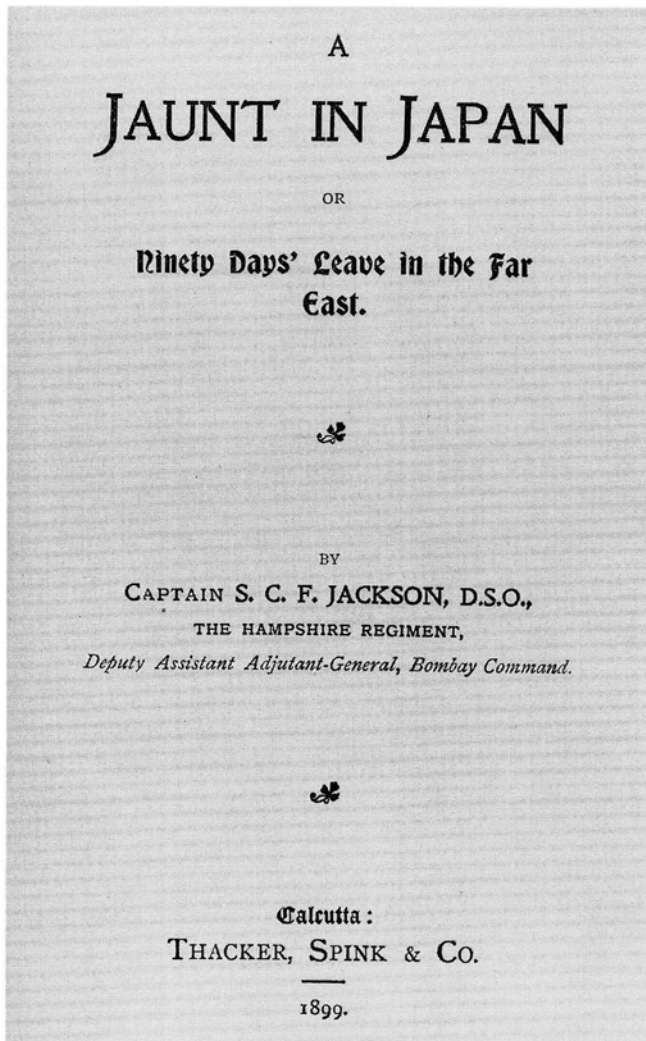 A
JAUNT IN JAPAN
OR
Ninety Days' Leave in the Far
East.
BY
CAPTAIN S. C. F. JACKSON, D.S.O.,
THE HAMPSHIRE REGIMENT,
Deputy Assistant Adjutant-General, Bombay Command.
Calcutta:
THACKER, SPINK & CO.
1899.